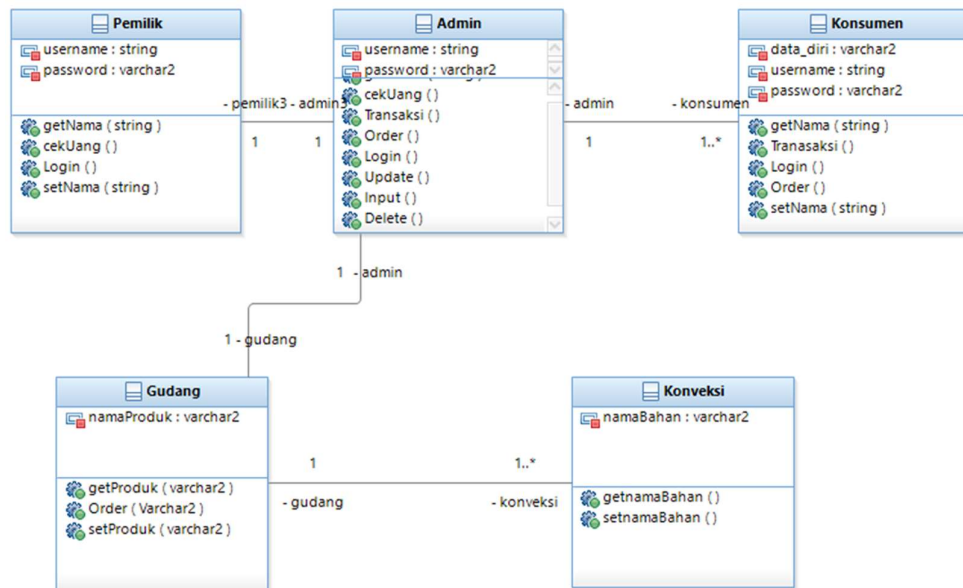 Pemilik
username : string
password : varchar2
getNama ( string )
cekUang ( )
Login ( )
setNama ( string )
- pemilik3
- admin3
1
1
Admin
username : string
password : varchar2
cekUang ( )
Transaksi ( )
Order ( )
Login ( )
Update ( )
Input ( )
Delete ( )
- admin
- konsumen
1
1..*
Konsumen
data_diri : varchar2
username : string
password : varchar2
getNama ( string )
Tranasaksi ( )
Login ( )
Order ( )
setNama ( string )
1 - admin
1 - gudang
Gudang
namaProduk : varchar2
getProduk ( varchar2 )
Order ( Varchar2 )
setProduk ( varchar2 )
1
1..*
- gudang
- konveksi
Konveksi
namaBahan : varchar2
getnamaBahan ( )
setnamaBahan ( )